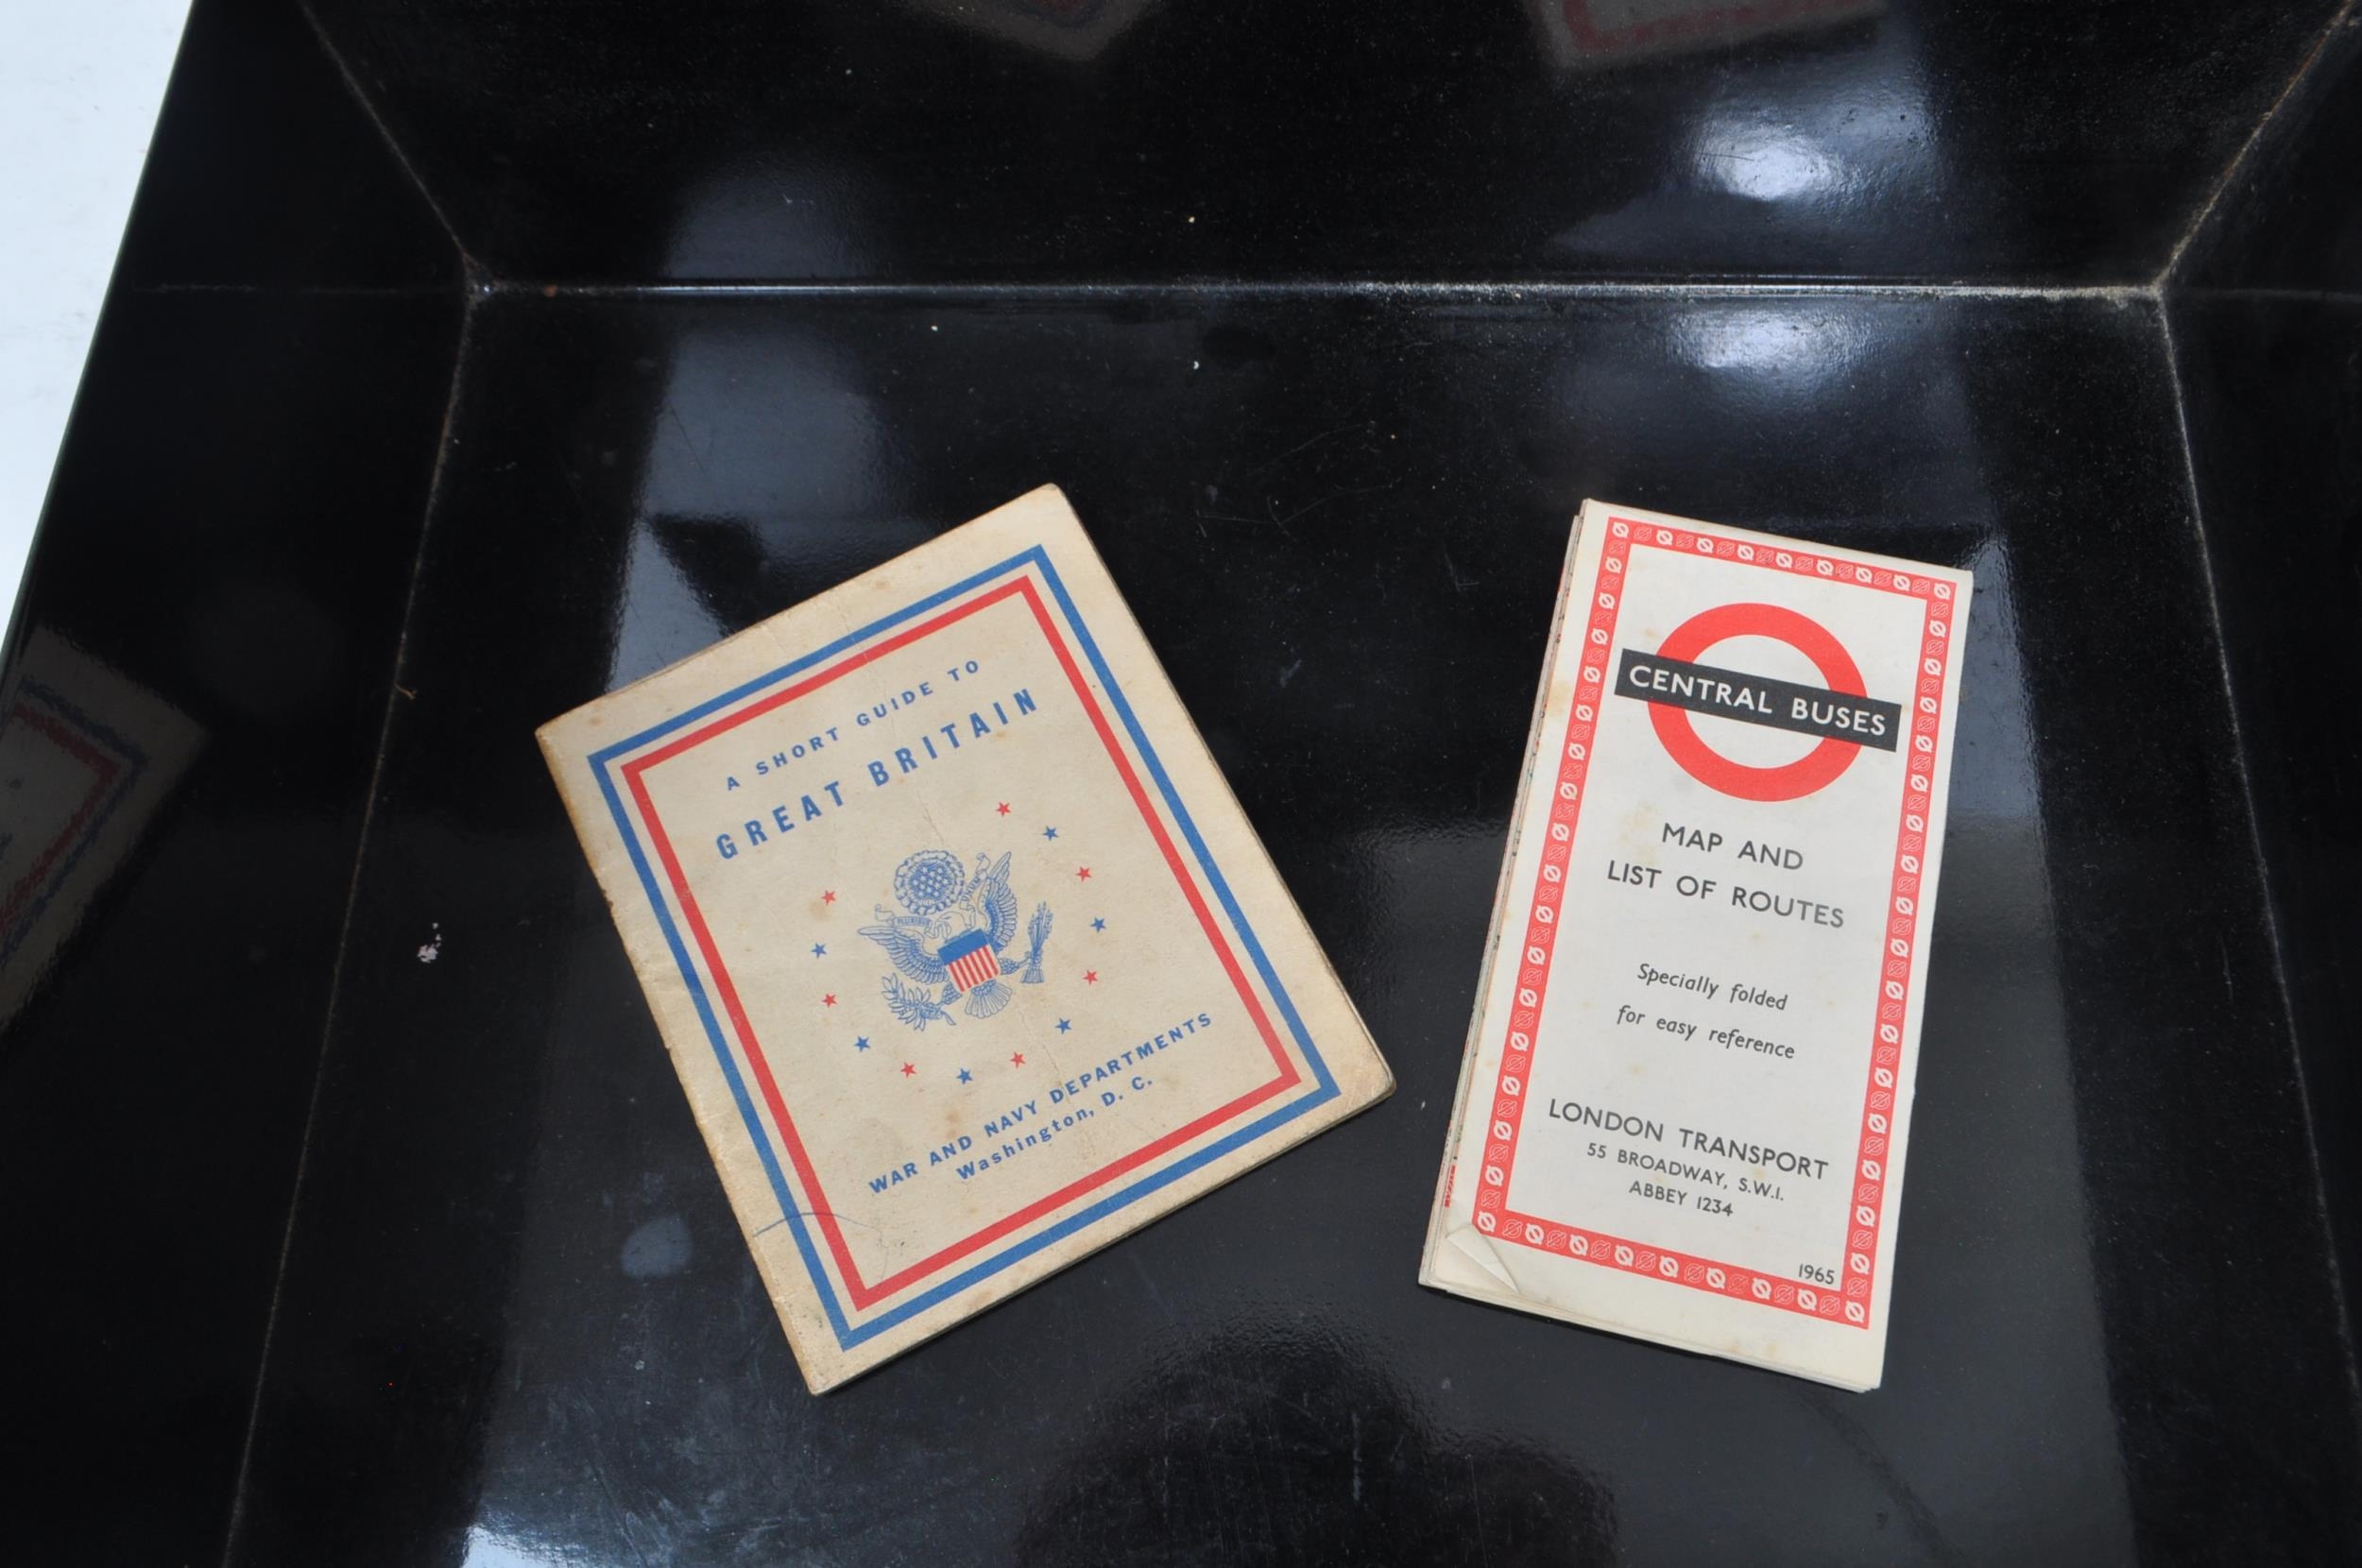 A SHORT GUIDE TO
GREAT BRITAIN
WAR AND NAVY DEPARTMENTS
Washington, D. C.
CENTRAL BUSES
MAP AND
LIST OF ROUTES
Specially folded
for easy reference
LONDON TRANSPORT
55 BROADWAY, S.W.1.
ABBEY 1234
1965